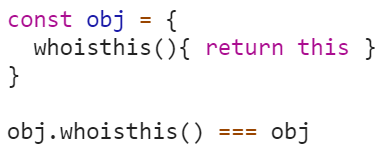 const obj = {
  whoisthis(){ return this }
}

obj.whoisthis() === obj